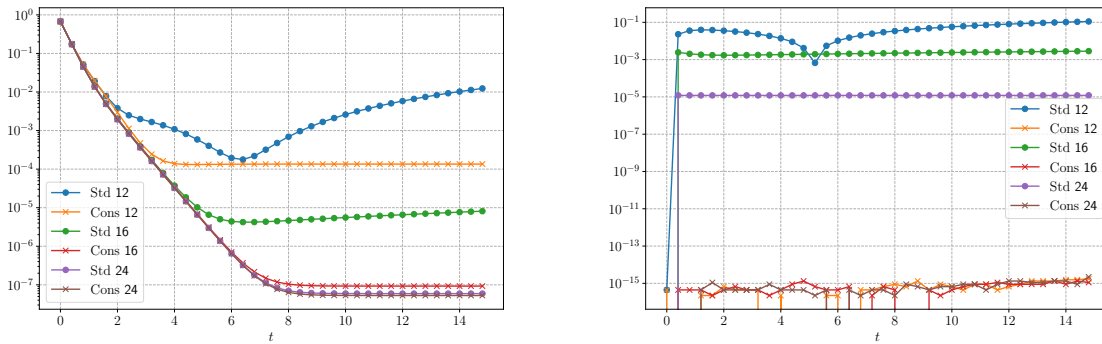 10^0
10^-1
10^-2
10^-3
10^-4
10^-5
10^-6
10^-7
0 2 4 6 8 10 12 14
t
Std 12
Cons 12
Std 16
Cons 16
Std 24
Cons 24
10^-1
10^-3
10^-5
10^-7
10^-9
10^-11
10^-13
10^-15
0 2 4 6 8 10 12 14
t
Std 12
Cons 12
Std 16
Cons 16
Std 24
Cons 24